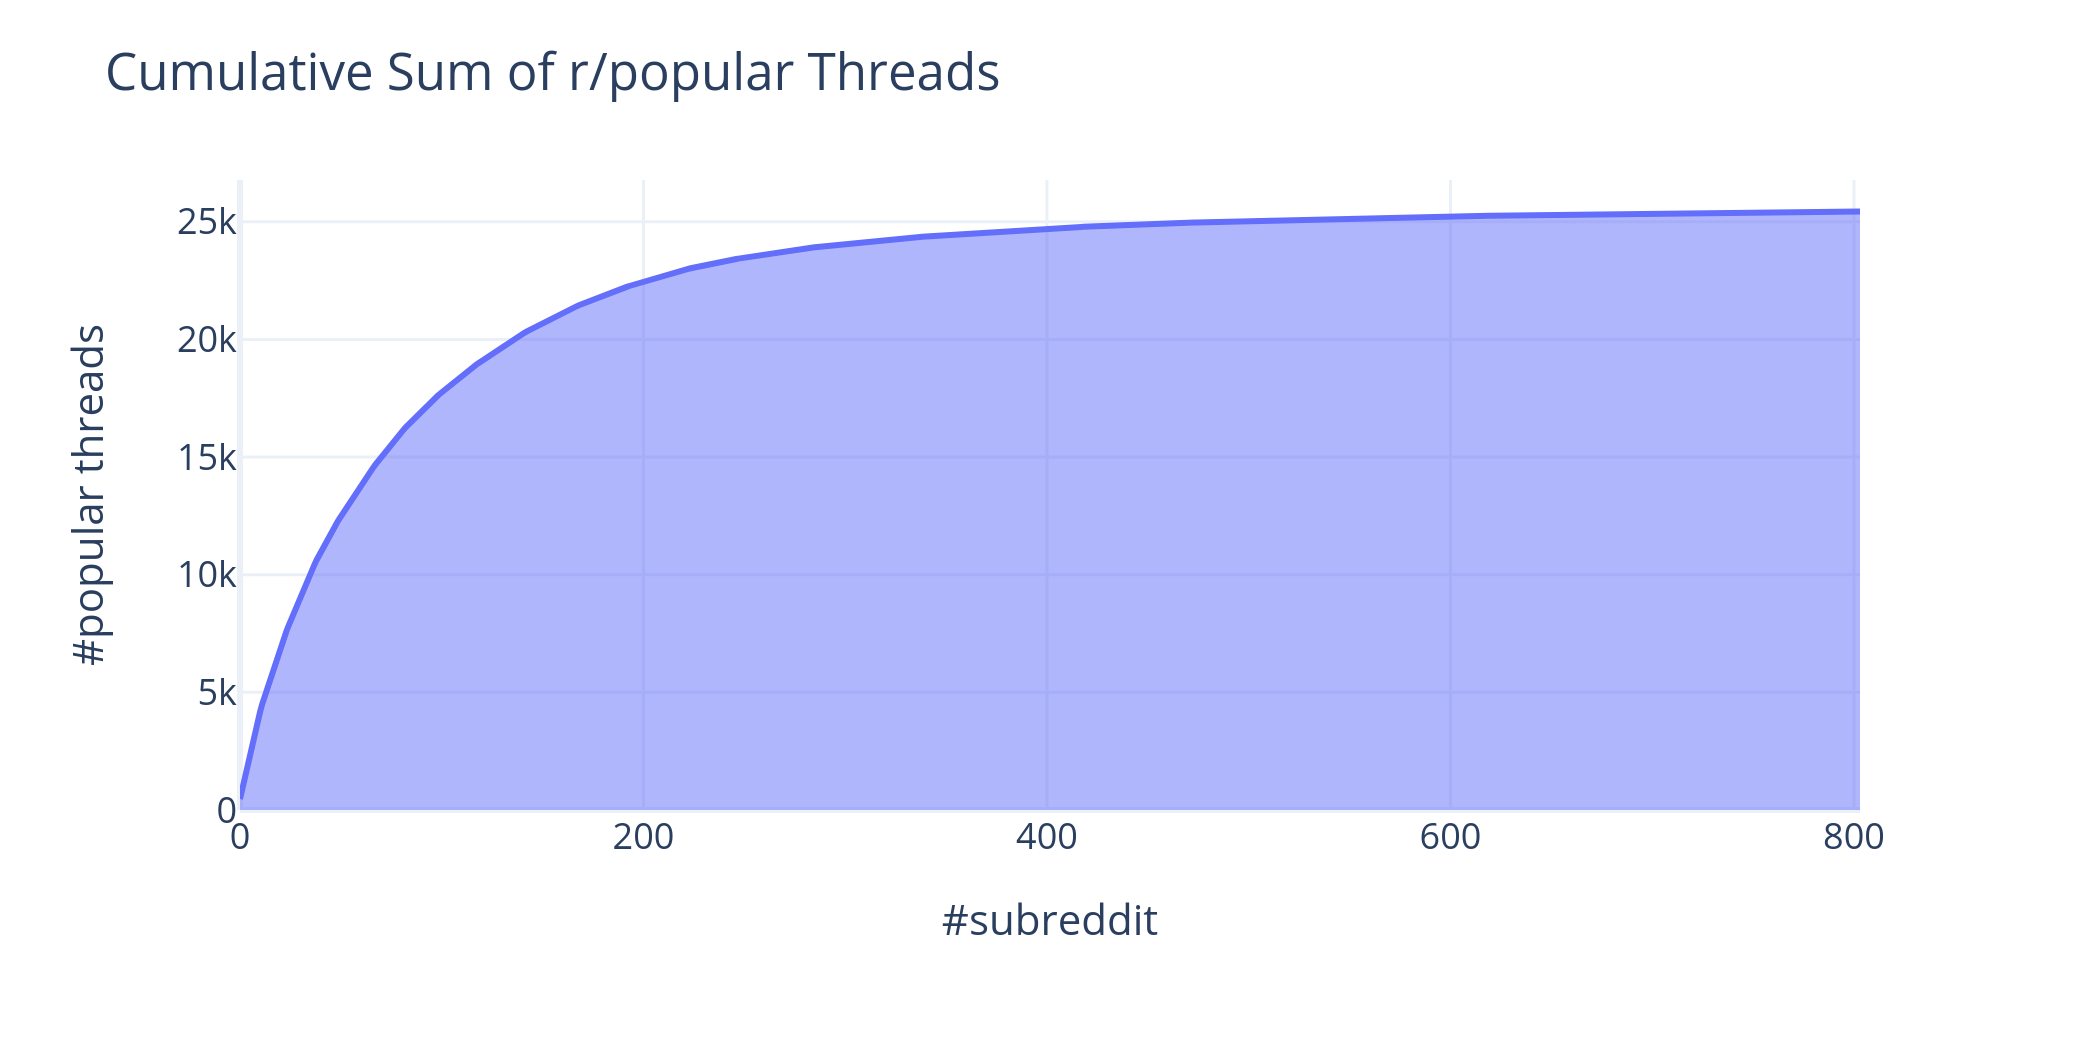 Cumulative Sum of r/popular Threads
#popular threads
25k
20k
15k
10k
5k
0
0 200 400 600 800
#subreddit